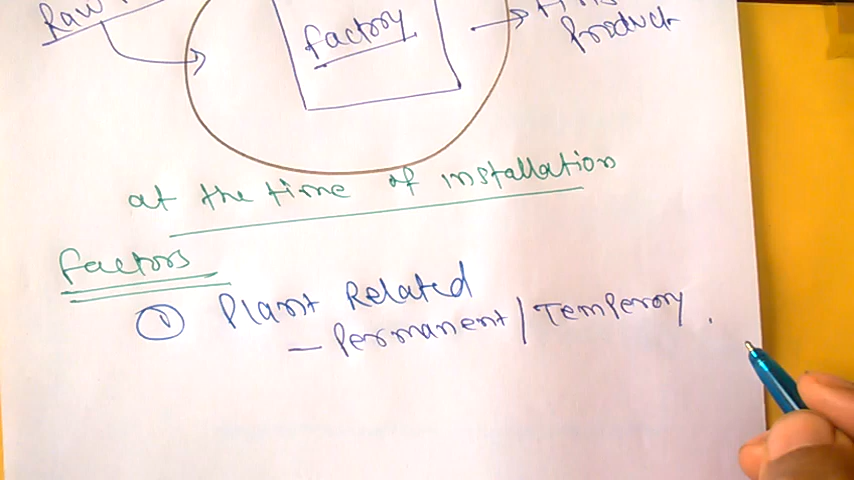 Raw
factory
Product
at the time of installation
factors
① Plant Related
— Permanent / Temperory .